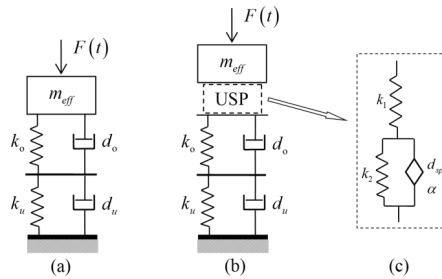 F(t)
m_eff
k_o
d_o
k_u
d_u
(a)
F(t)
m_eff
USP
k_o
d_o
k_u
d_u
(b)
k_1
k_2
d_sp
α
(c)